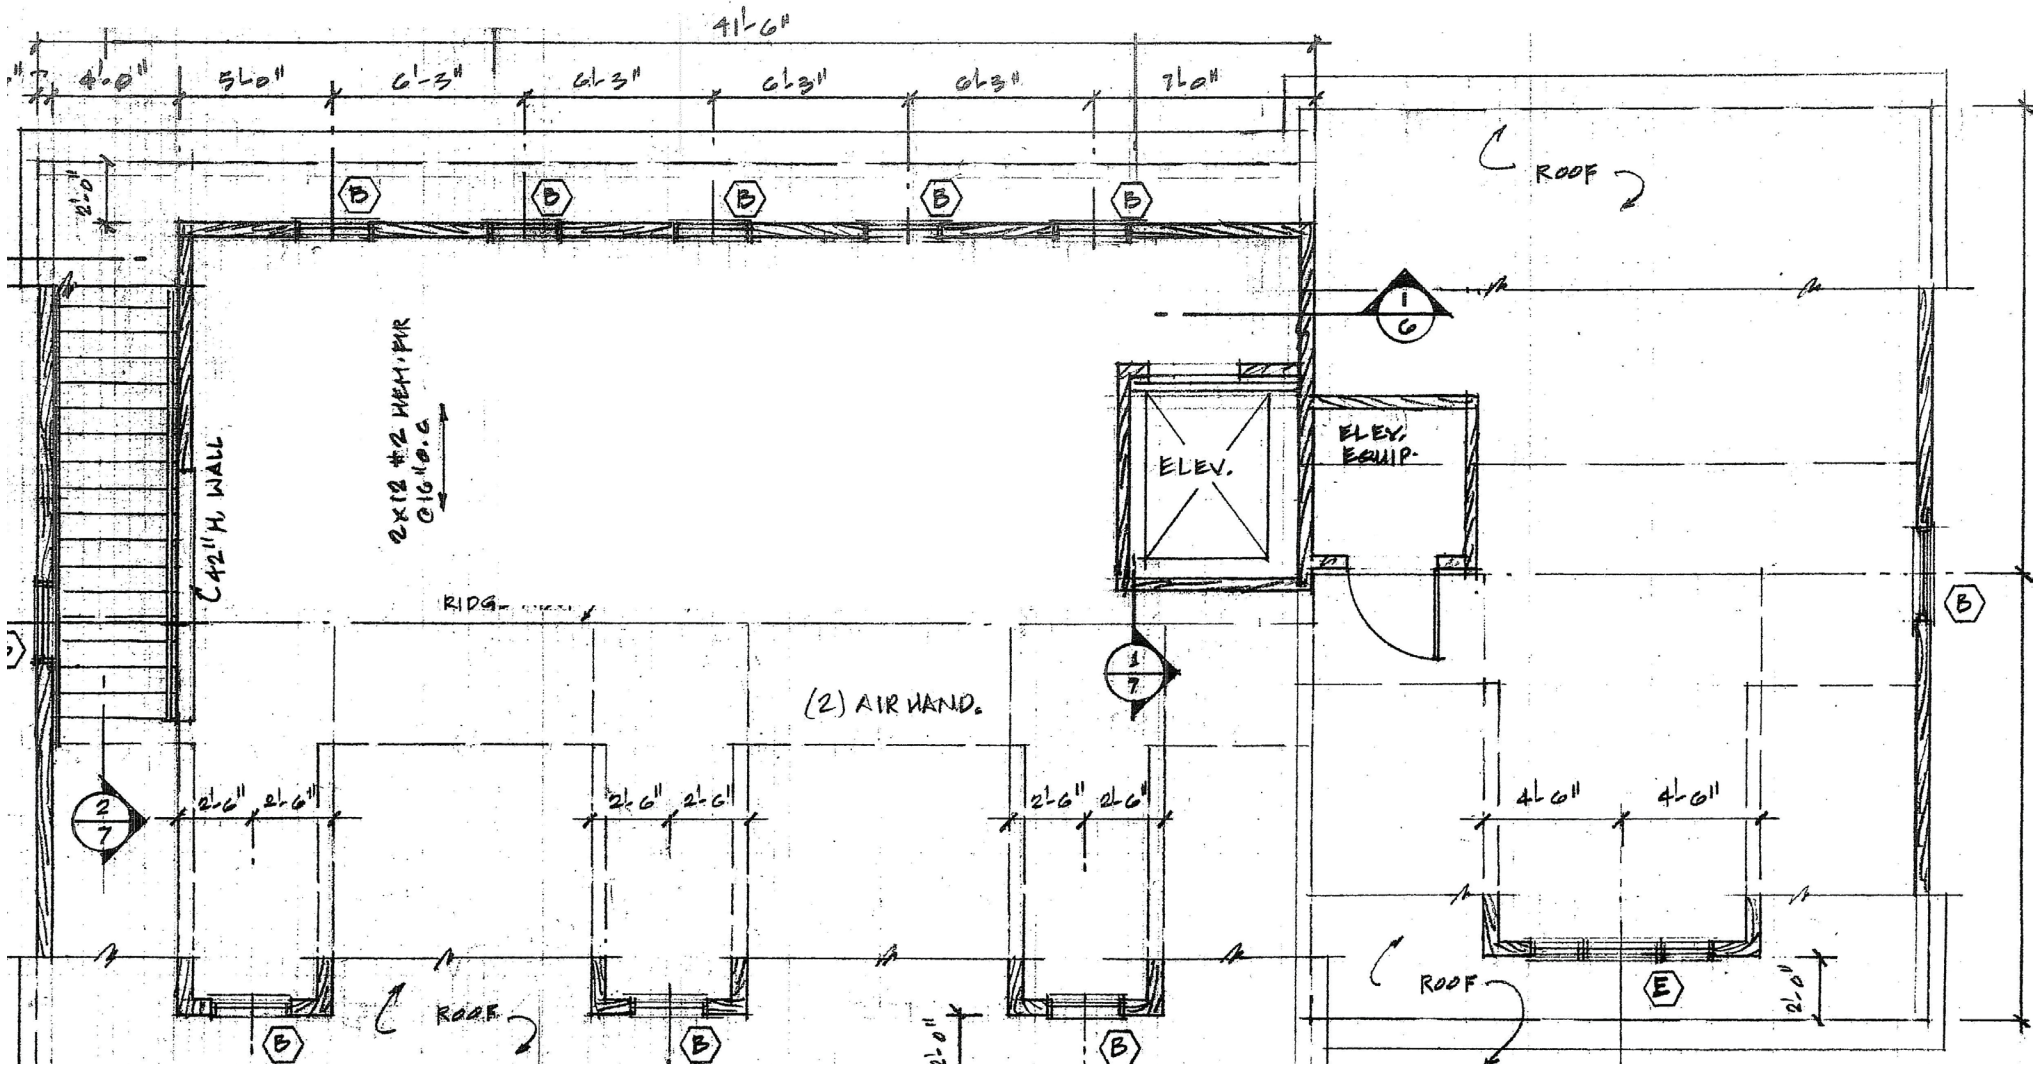 41'-6"
4'-0" 5'-0" 6'-3" 6'-3" 6'-3" 6'-3" 7'-0"
2'-0"
B B B B B
ROOF
1
6
2X12 #2 HEM-FIR
@ 16" O.C
42" H. WALL
ELEV.
ELEV.
EQUIP.
B
1
7
(2) AIR HAND.
2
7
2'-6" 2'-6" 2'-6" 2'-6" 2'-6" 2'-6" 4'-6" 4'-6"
ROOF
ROOF
E
2'-0"
2'-0"
B B B